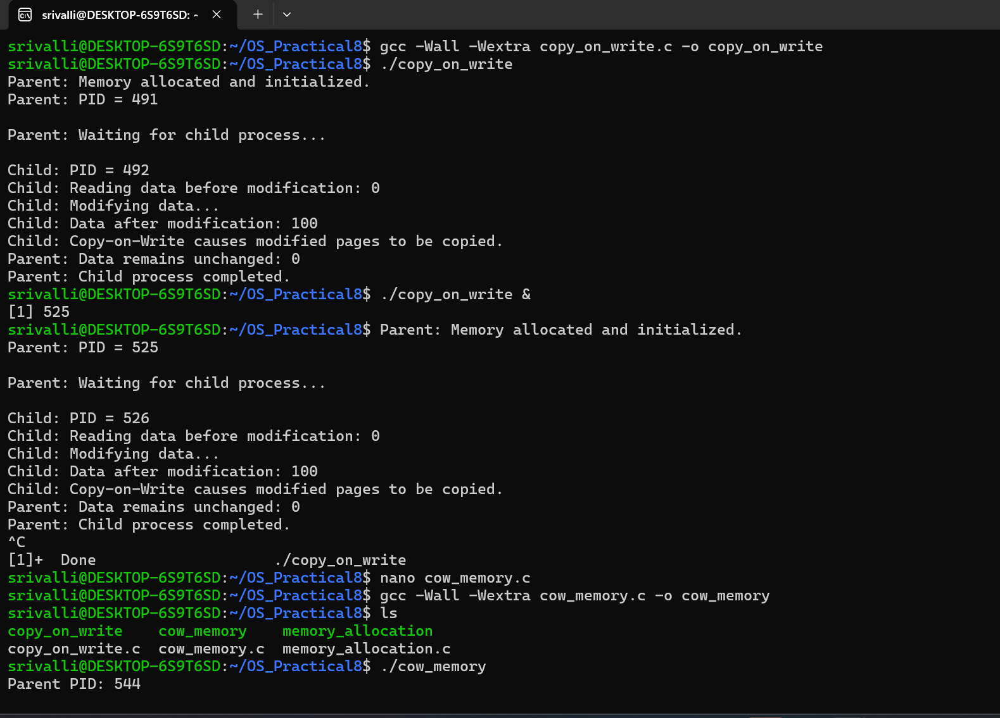 srivalli@DESKTOP-6S9T6SD: ~
srivalli@DESKTOP-6S9T6SD:~/OS_Practical8$ gcc -Wall -Wextra copy_on_write.c -o copy_on_write
srivalli@DESKTOP-6S9T6SD:~/OS_Practical8$ ./copy_on_write
Parent: Memory allocated and initialized.
Parent: PID = 491
Parent: Waiting for child process...
Child: PID = 492
Child: Reading data before modification: 0
Child: Modifying data...
Child: Data after modification: 100
Child: Copy-on-Write causes modified pages to be copied.
Parent: Data remains unchanged: 0
Parent: Child process completed.
srivalli@DESKTOP-6S9T6SD:~/OS_Practical8$ ./copy_on_write &
[1] 525
srivalli@DESKTOP-6S9T6SD:~/OS_Practical8$ Parent: Memory allocated and initialized.
Parent: PID = 525
Parent: Waiting for child process...
Child: PID = 526
Child: Reading data before modification: 0
Child: Modifying data...
Child: Data after modification: 100
Child: Copy-on-Write causes modified pages to be copied.
Parent: Data remains unchanged: 0
Parent: Child process completed.
^C
[1]+  Done                    ./copy_on_write
srivalli@DESKTOP-6S9T6SD:~/OS_Practical8$ nano cow_memory.c
srivalli@DESKTOP-6S9T6SD:~/OS_Practical8$ gcc -Wall -Wextra cow_memory.c -o cow_memory
srivalli@DESKTOP-6S9T6SD:~/OS_Practical8$ ls
copy_on_write    cow_memory    memory_allocation
copy_on_write.c  cow_memory.c  memory_allocation.c
srivalli@DESKTOP-6S9T6SD:~/OS_Practical8$ ./cow_memory
Parent PID: 544